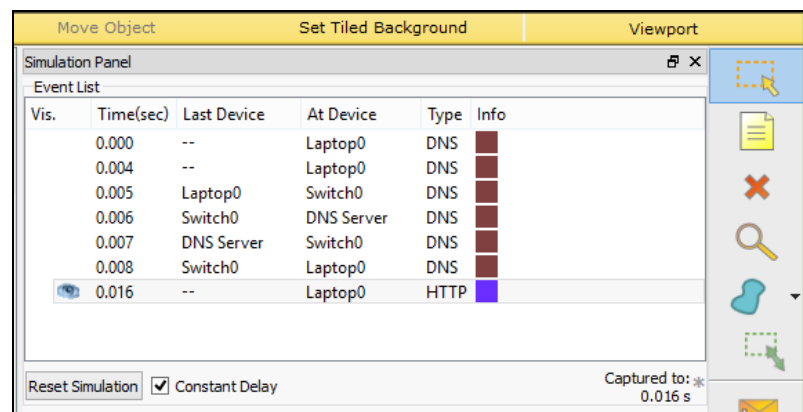 Move Object Set Tiled Background Viewport
Simulation Panel
Event List
Vis. Time(sec) Last Device At Device Type Info
0.000 -- Laptop0 DNS
0.004 -- Laptop0 DNS
0.005 Laptop0 Switch0 DNS
0.006 Switch0 DNS Server DNS
0.007 DNS Server Switch0 DNS
0.008 Switch0 Laptop0 DNS
0.016 -- Laptop0 HTTP
Reset Simulation Constant Delay Captured to: *
0.016 s